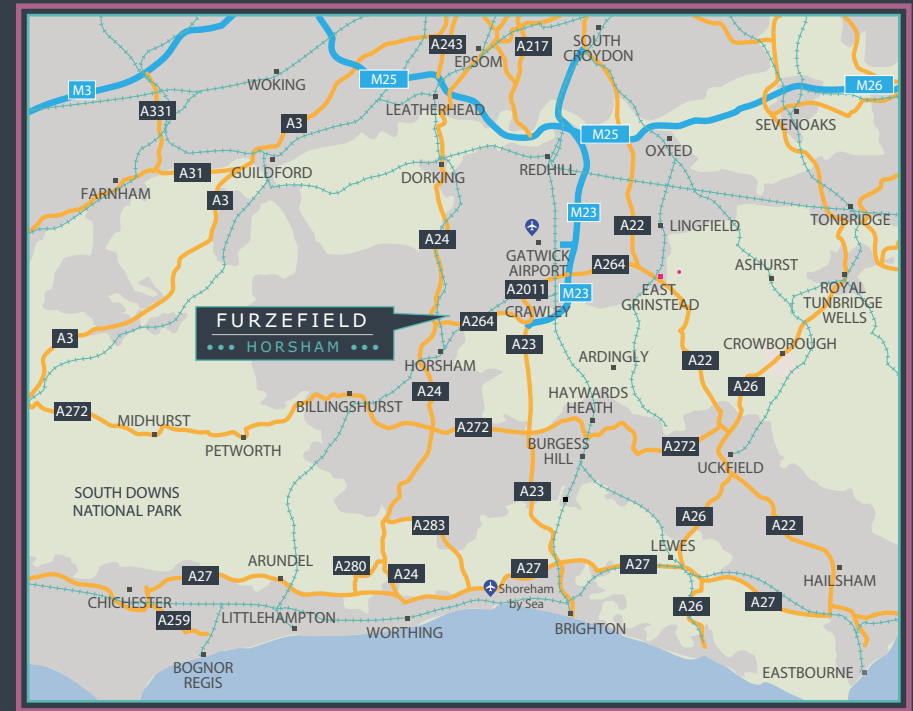 A243
A217
SOUTH
CROYDON
EPSOM
M3
WOKING
M25
M26
A331
LEATHERHEAD
A3
SEVENOAKS
M25
OXTED
A31
GUILDFORD
DORKING
REDHILL
FARNHAM
A3
M23
TONBRIDGE
A22
LINGFIELD
A24
GATWICK
AIRPORT
A264
ASHURST
A2011
M23
EAST
GRINSTEAD
ROYAL
TUNBRIDGE
WELLS
CRAWLEY
FURZEFIELD
••• HORSHAM •••
A264
A3
A23
CROWBOROUGH
ARDINGLY
A22
HORSHAM
A26
A24
HAYWARDS
HEATH
A272
MIDHURST
BILLINGSHURST
A272
PETWORTH
BURGESS
HILL
A272
UCKFIELD
SOUTH DOWNS
NATIONAL PARK
A23
A26
A22
A283
LEWES
ARUNDEL
A280
A24
A27
A27
A27
HAILSHAM
CHICHESTER
Shoreham
by Sea
A26
A27
A259
LITTLEHAMPTON
WORTHING
BRIGHTON
BOGNOR
REGIS
EASTBOURNE